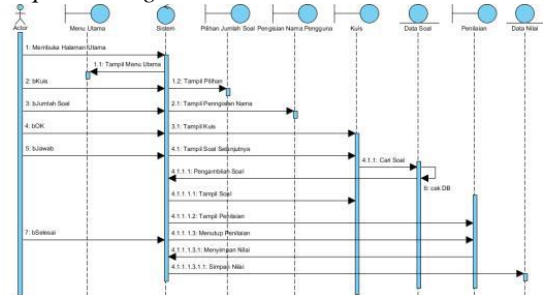 Actor
Menu Utama
Sistem
Pilihan Jumlah Soal
Pengisian Nama Pengguna
Kuis
Data Soal
Penilaian
Data Nilai
1: Membuka Halaman Utama
1.1: Tampil Menu Utama
2: bKuis
1.2: Tampil Pilihan
3: bJumlah Soal
2.1: Tampil Pengisian Nama
4: bOK
3.1: Tampil Kuis
5: bJawab
4.1: Tampil Soal Selanjutnya
4.1.1: Cari Soal
4.1.1.1: Pengambilan Soal
6: cek DB
4.1.1.1.1: Tampil Soal
4.1.1.1.2: Tampil Penilaian
7: bSelesai
4.1.1.1.3: Menutup Penilaian
4.1.1.1.3.1: Menyimpan Nilai
4.1.1.1.3.1.1: Simpan Nilai